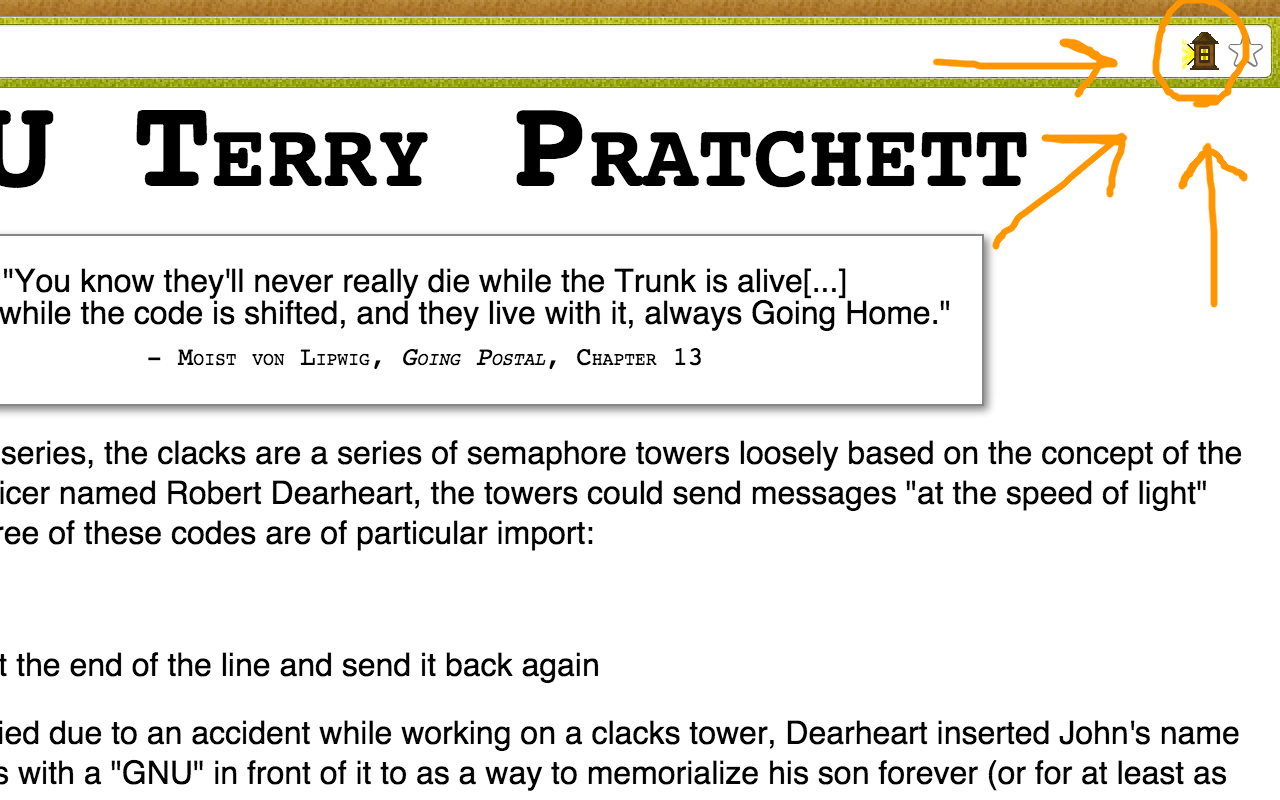 U Terry Pratchett
"You know they'll never really die while the Trunk is alive[...]
while the code is shifted, and they live with it, always Going Home."
– Moist von Lipwig, Going Postal, Chapter 13
series, the clacks are a series of semaphore towers loosely based on the concept of the
icer named Robert Dearheart, the towers could send messages "at the speed of light"
ree of these codes are of particular import:
t the end of the line and send it back again
ied due to an accident while working on a clacks tower, Dearheart inserted John's name
s with a "GNU" in front of it to as a way to memorialize his son forever (or for at least as